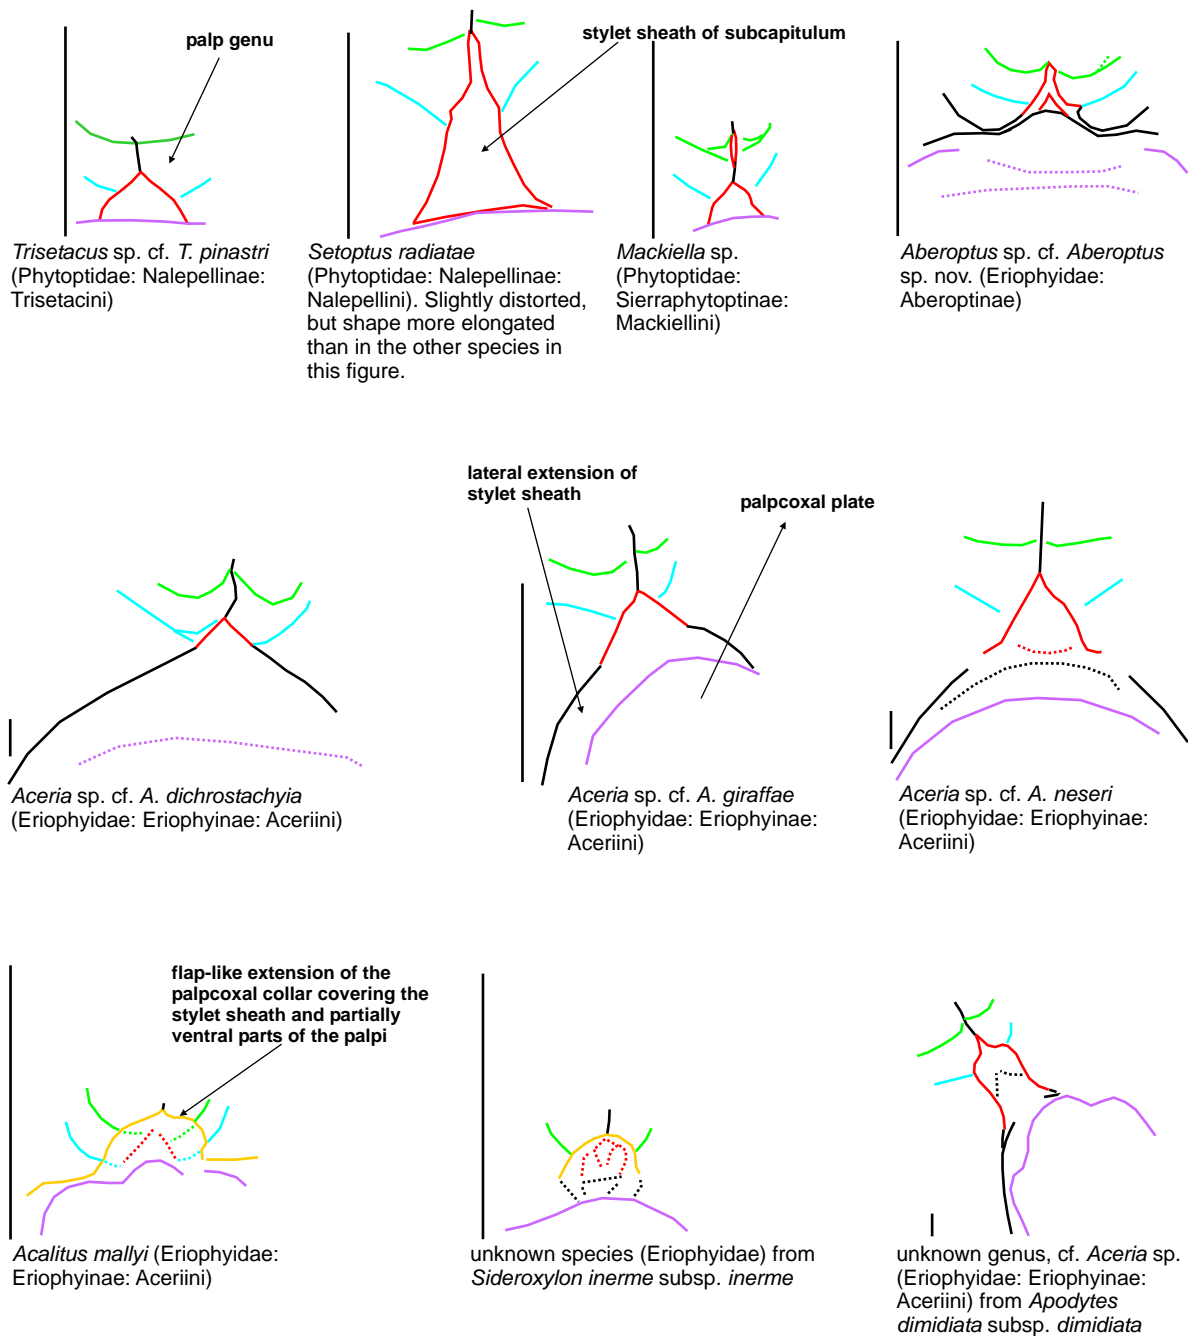 palp genu
stylet sheath of subcapitulum
Trisetacus sp. cf. T. pinastri
(Phytoptidae: Nalepellinae:
Trisetacini)
Setoptus radiatae
(Phytoptidae: Nalepellinae:
Nalepellini). Slightly distorted,
but shape more elongated
than in the other species in
this figure.
Mackiella sp.
(Phytoptidae:
Sierraphytoptinae:
Mackiellini)
Aberoptus sp. cf. Aberoptus
sp. nov. (Eriophyidae:
Aberoptinae)
lateral extension of
stylet sheath
palpcoxal plate
Aceria sp. cf. A. dichrostachyia
(Eriophyidae: Eriophyinae: Aceriini)
Aceria sp. cf. A. giraffae
(Eriophyidae: Eriophyinae:
Aceriini)
Aceria sp. cf. A. neseri
(Eriophyidae: Eriophyinae:
Aceriini)
flap-like extension of the
palpcoxal collar covering the
stylet sheath and partially
ventral parts of the palpi
Acalitus mallyi (Eriophyidae:
Eriophyinae: Aceriini)
unknown species (Eriophyidae) from
Sideroxylon inerme subsp. inerme
unknown genus, cf. Aceria sp.
(Eriophyidae: Eriophyinae:
Aceriini) from Apodytes
dimidiata subsp. dimidiata